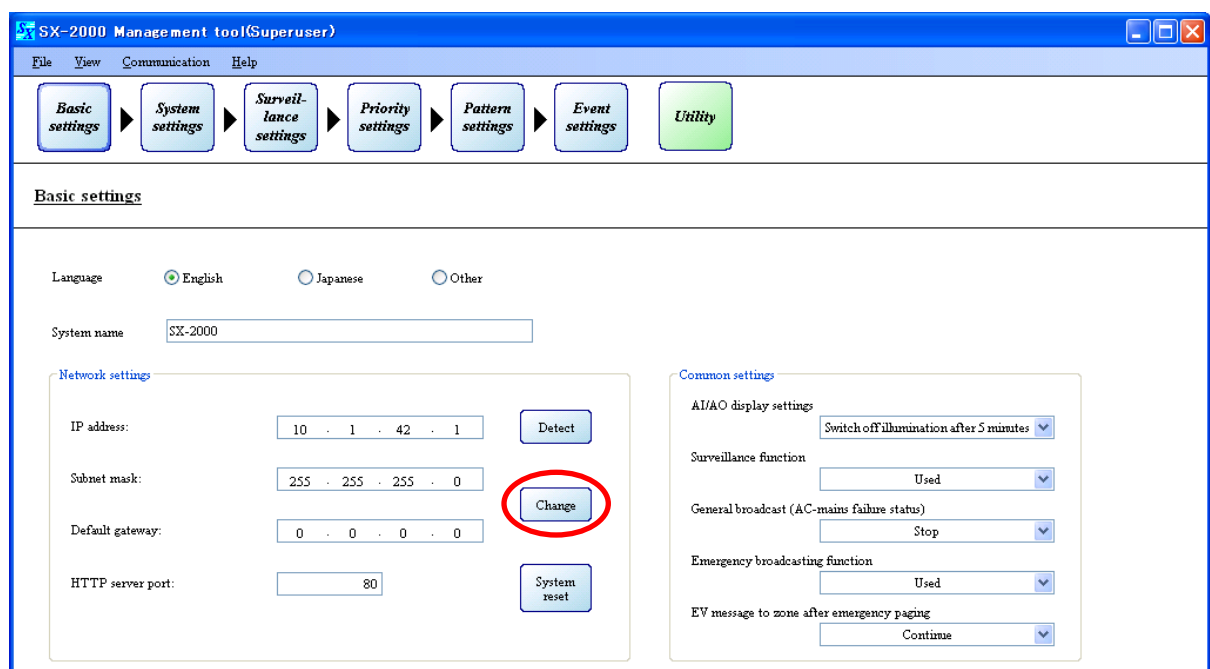 SX-2000 Management tool(Superuser)
File View Communication Help
Basic
settings
System
settings
Surveil-
lance
settings
Priority
settings
Pattern
settings
Event
settings
Utility
Basic settings
Language English Japanese Other
System name SX-2000
Network settings
IP address: 10 . 1 . 42 . 1 Detect
Subnet mask: 255 . 255 . 255 . 0
Change
Default gateway: 0 . 0 . 0 . 0
HTTP server port: 80
System
reset
Common settings
AI/AO display settings
Switch off illumination after 5 minutes
Surveillance function
Used
General broadcast (AC-mains failure status)
Stop
Emergency broadcasting function
Used
EV message to zone after emergency paging
Continue